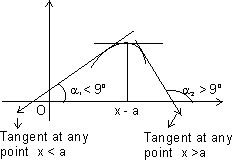 α₁ < 9° α₂ > 9°
O x - a
Tangent at any Tangent at any
point x < a point x >a